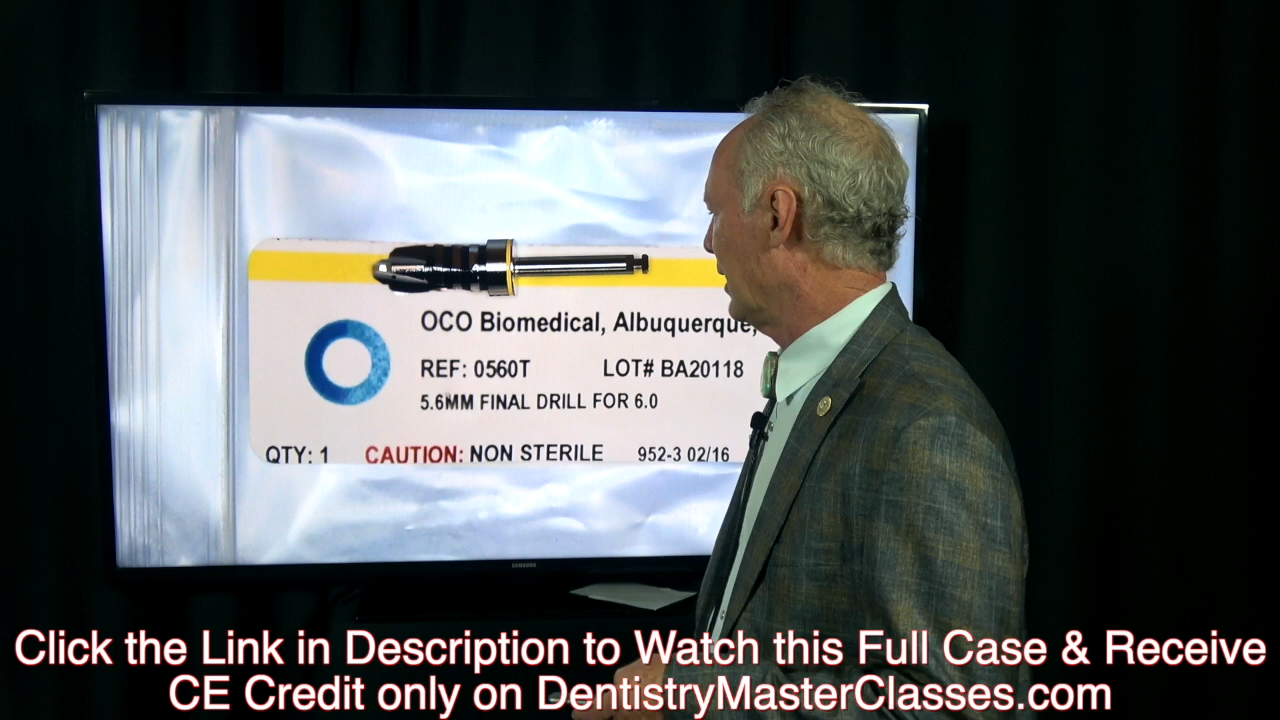 OCO Biomedical, Albuquerque,
REF: 0560T LOT# BA20118
5.6MM FINAL DRILL FOR 6.0
QTY: 1 CAUTION: NON STERILE 952-3 02/16
SAMSUNG
Click the Link in Description to Watch this Full Case & Receive
CE Credit only on DentistryMasterClasses.com